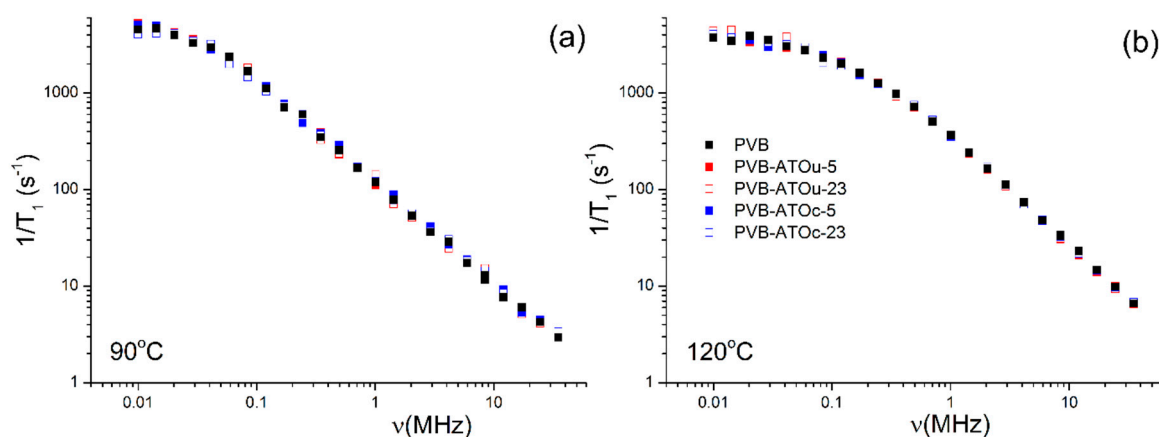 (a)
1000
100
10
1
1/T₁ (s⁻¹)
90°C
0.01
0.1
1
10
ν(MHz)
(b)
1000
100
10
1
1/T₁ (s⁻¹)
PVB
PVB-ATOu-5
PVB-ATOu-23
PVB-ATOc-5
PVB-ATOc-23
120°C
0.01
0.1
1
10
ν(MHz)